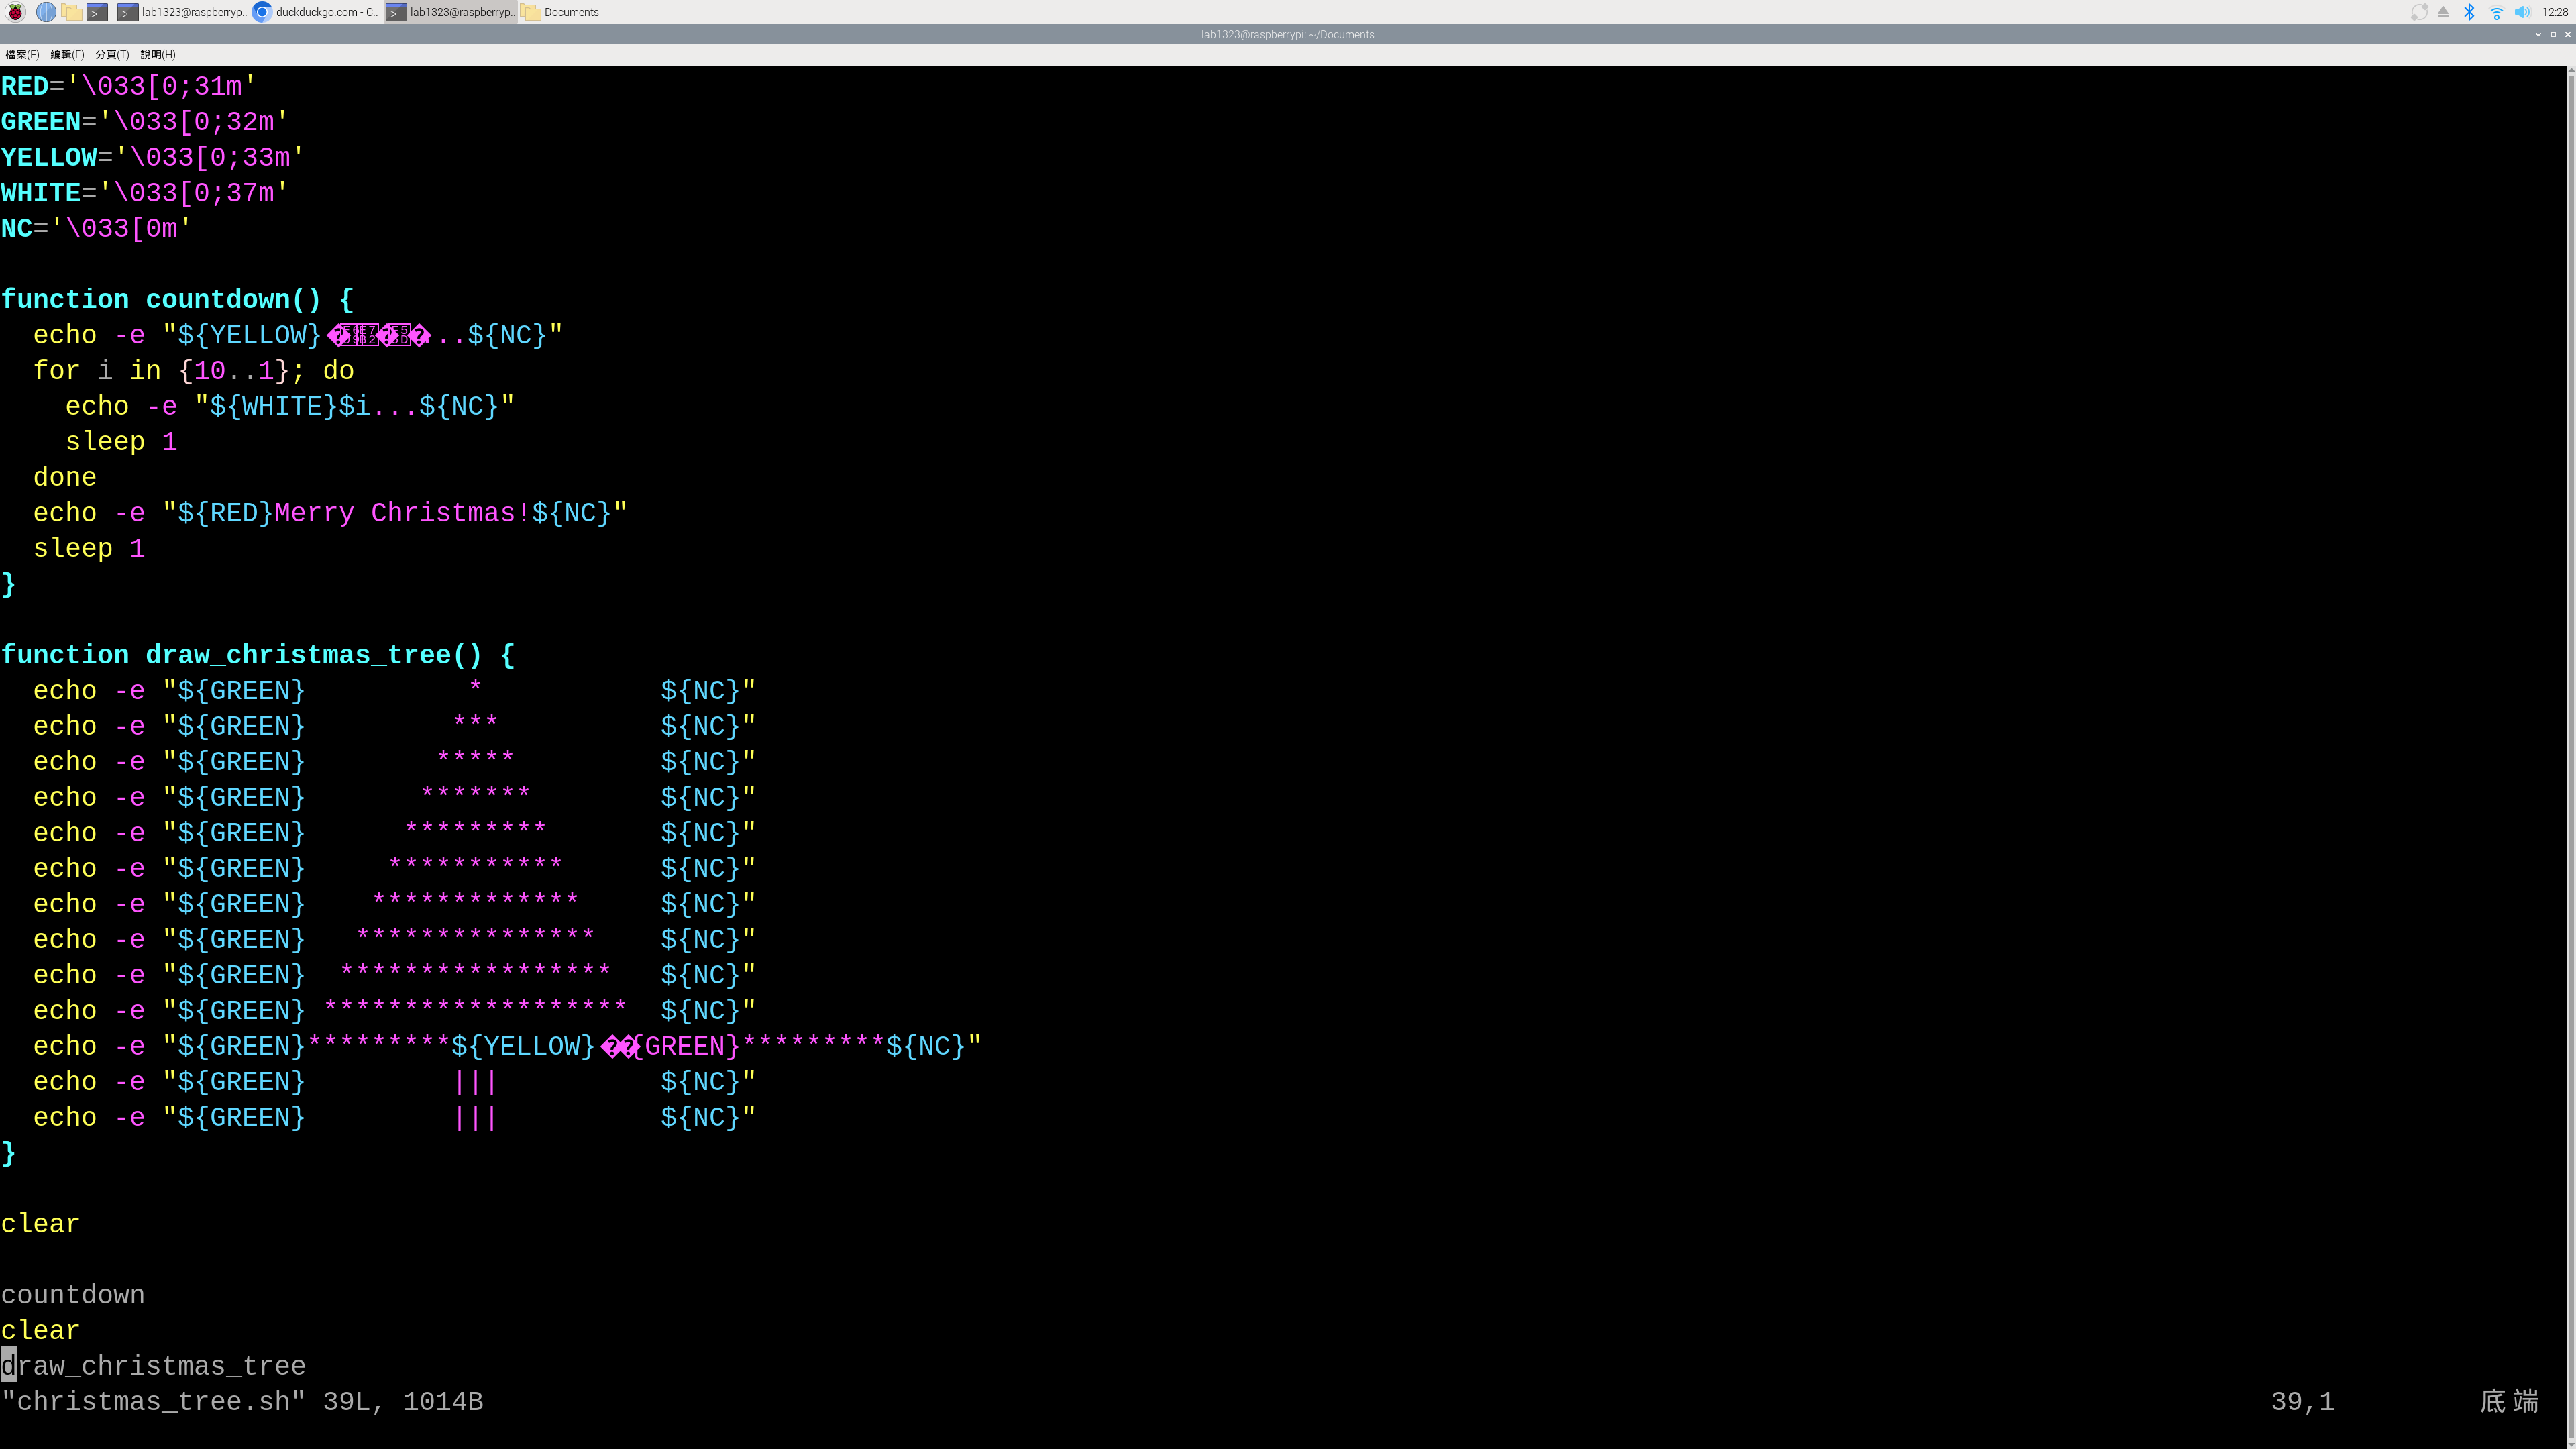 lab1323@raspberryp.. duckduckgo.com - C.. lab1323@raspberryp.. Documents 12:28
lab1323@raspberrypi: ~/Documents
檔案(F) 編輯(E) 分頁(T) 說明(H)
RED='\033[0;31m'
GREEN='\033[0;32m'
YELLOW='\033[0;33m'
WHITE='\033[0;37m'
NC='\033[0m'
function countdown() {
  echo -e "${YELLOW}...${NC}"
  for i in {10..1}; do
    echo -e "${WHITE}$i...${NC}"
    sleep 1
  done
  echo -e "${RED}Merry Christmas!${NC}"
  sleep 1
}
function draw_christmas_tree() {
  echo -e "${GREEN}          *           ${NC}"
  echo -e "${GREEN}         ***          ${NC}"
  echo -e "${GREEN}        *****         ${NC}"
  echo -e "${GREEN}       *******        ${NC}"
  echo -e "${GREEN}      *********       ${NC}"
  echo -e "${GREEN}     ***********      ${NC}"
  echo -e "${GREEN}    *************     ${NC}"
  echo -e "${GREEN}   ***************    ${NC}"
  echo -e "${GREEN}  *****************   ${NC}"
  echo -e "${GREEN} *******************  ${NC}"
  echo -e "${GREEN}*********${YELLOW}��{GREEN}*********${NC}"
  echo -e "${GREEN}         |||          ${NC}"
  echo -e "${GREEN}         |||          ${NC}"
}
clear
countdown
clear
draw_christmas_tree
"christmas_tree.sh" 39L, 1014B 39,1 底端